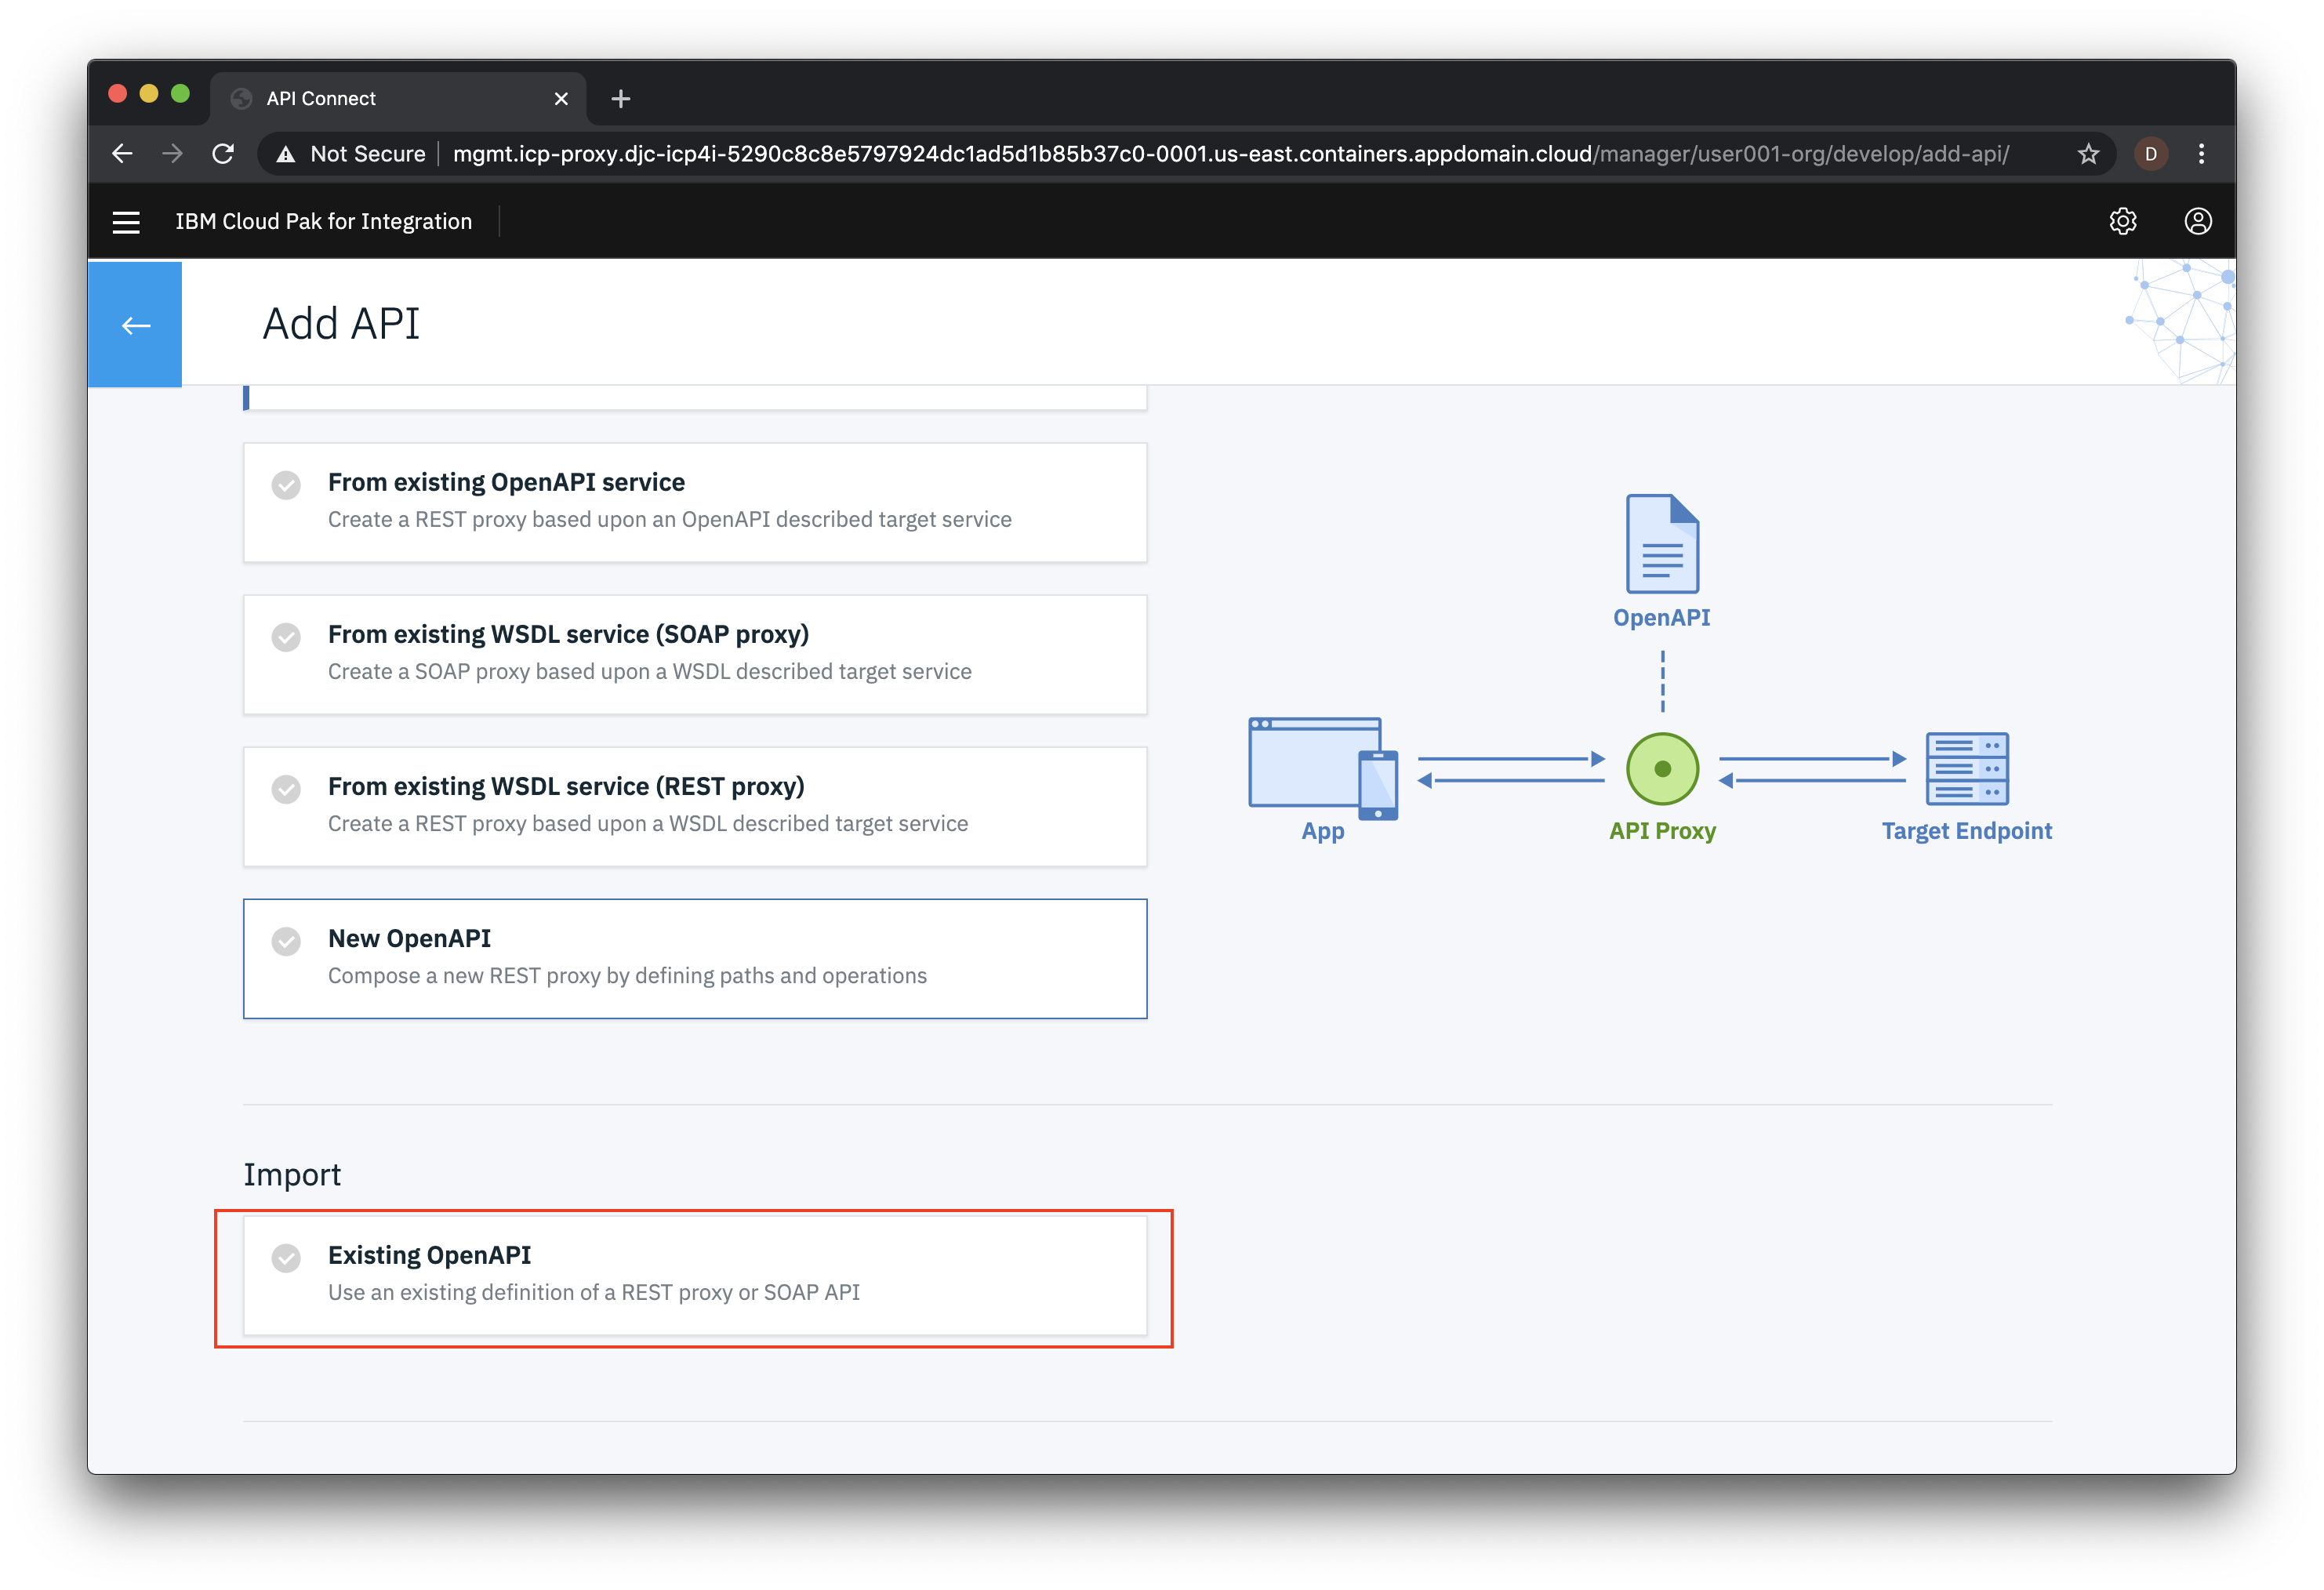 API Connect
Not Secure mgmt.icp-proxy.djc-icp4i-5290c8c8e5797924dc1ad5d1b85b37c0-0001.us-east.containers.appdomain.cloud/manager/user001-org/develop/add-api/
D
IBM Cloud Pak for Integration
Add API
From existing OpenAPI service
Create a REST proxy based upon an OpenAPI described target service
From existing WSDL service (SOAP proxy)
Create a SOAP proxy based upon a WSDL described target service
From existing WSDL service (REST proxy)
Create a REST proxy based upon a WSDL described target service
New OpenAPI
Compose a new REST proxy by defining paths and operations
OpenAPI
App
API Proxy
Target Endpoint
Import
Existing OpenAPI
Use an existing definition of a REST proxy or SOAP API